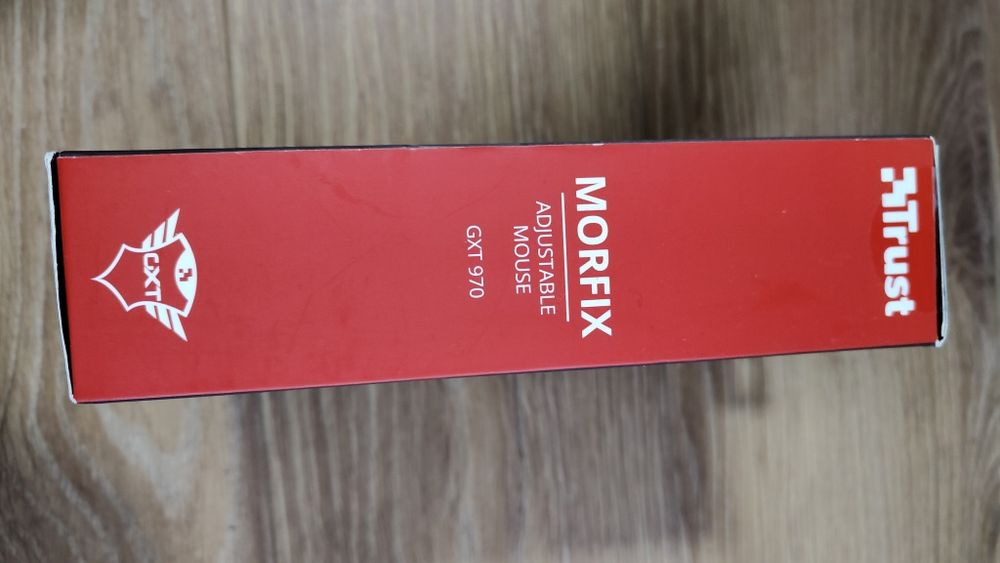 Trust
MORFIX
ADJUSTABLE
MOUSE
GXT 970
GXT